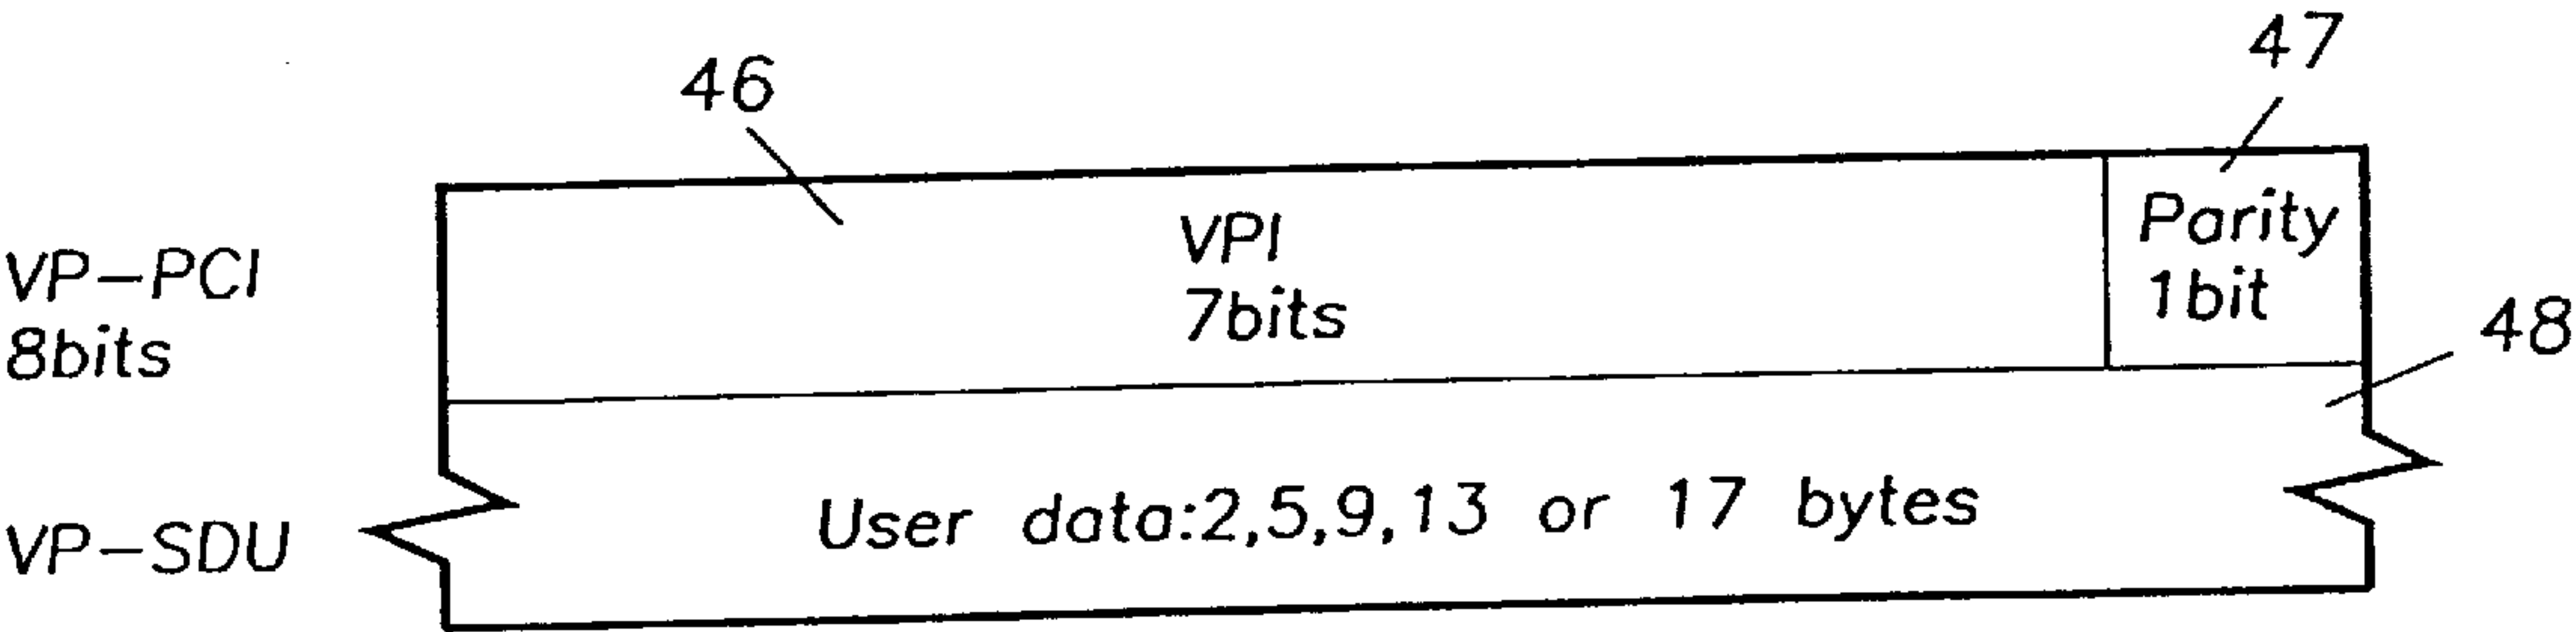 46
47
VP-PCI
8bits
VPI
7bits
Parity
1bit
48
VP-SDU
User data:2,5,9,13 or 17 bytes